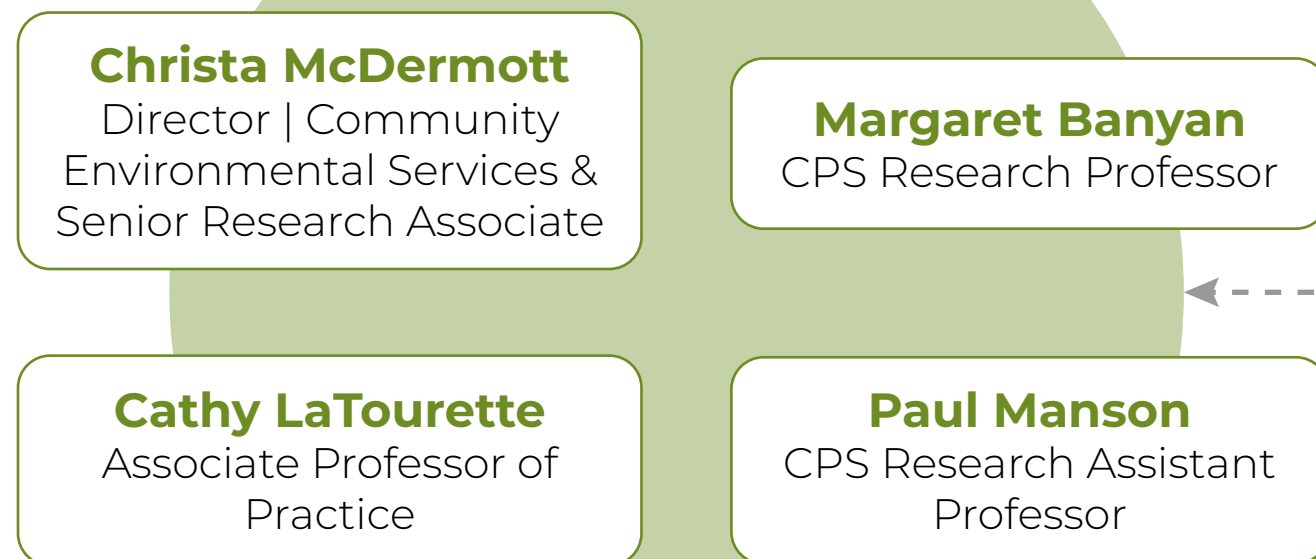 Christa McDermott
Director | Community
Environmental Services &
Senior Research Associate
Margaret Banyan
CPS Research Professor
Cathy LaTourette
Associate Professor of
Practice
Paul Manson
CPS Research Assistant
Professor